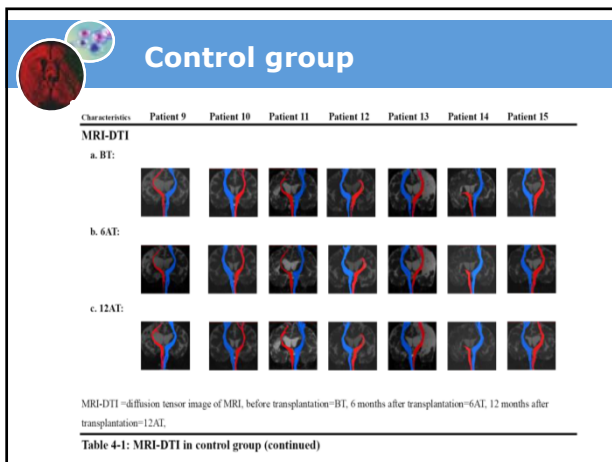 Control group
Characteristics Patient 9 Patient 10 Patient 11 Patient 12 Patient 13 Patient 14 Patient 15
MRI-DTI
a. BT:
b. 6AT:
c. 12AT:
MRI-DTI =diffusion tensor image of MRI, before transplantation=BT, 6 months after transplantation=6AT, 12 months after
transplantation=12AT,
Table 4-1: MRI-DTI in control group (continued)